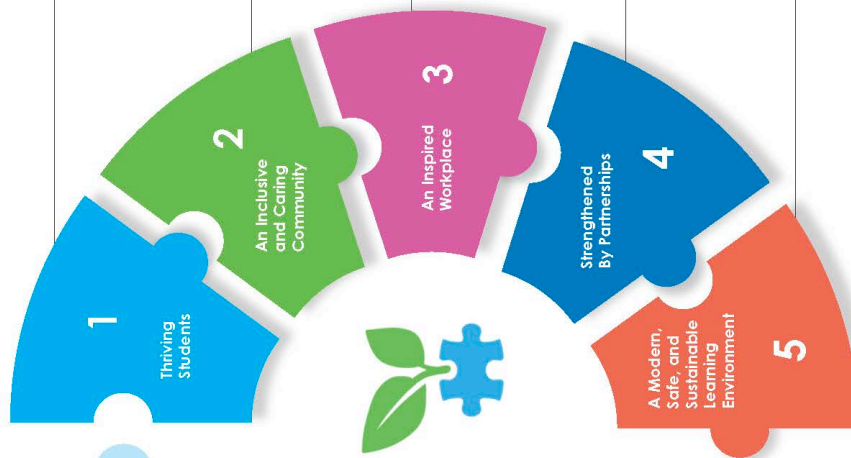 1
Thriving
Students
2
An Inclusive
and Caring
Community
3
An Inspired
Workplace
4
Strengthened
By Partnerships
5
A Modern,
Safe, and
Sustainable
Learning
Environment